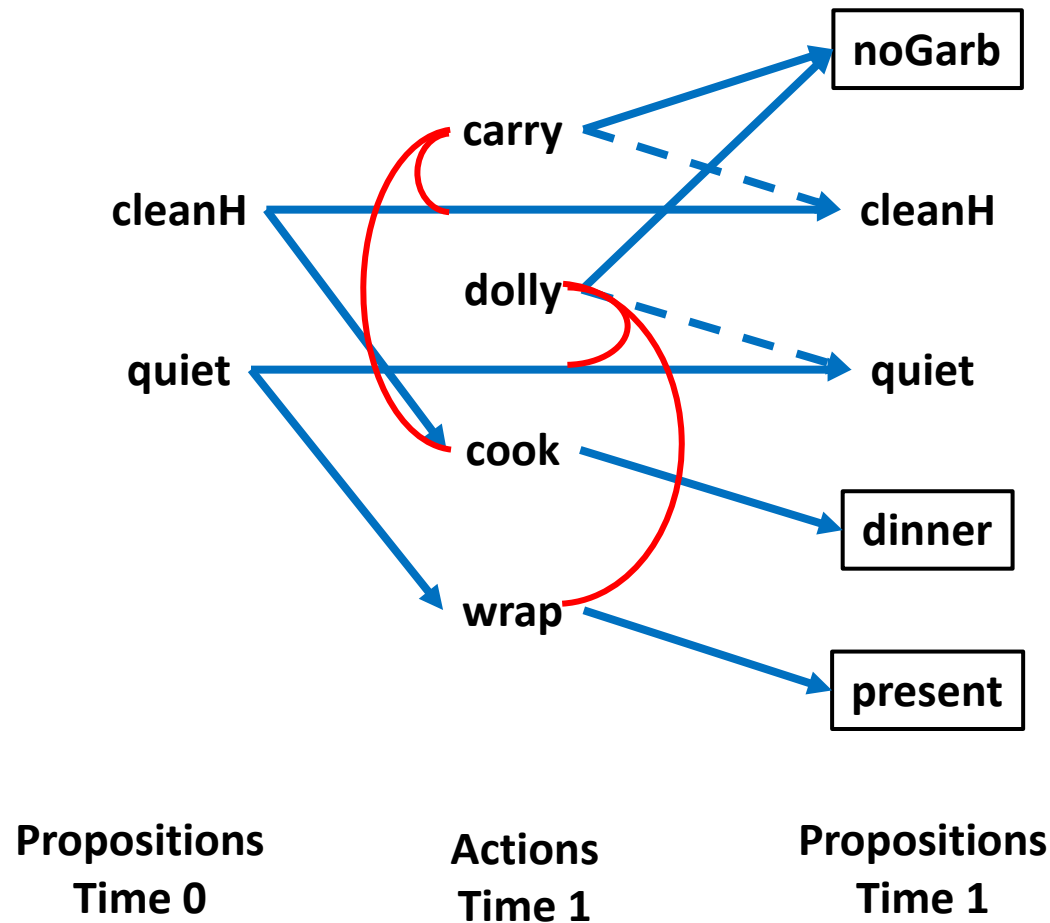 noGarb
carry
cleanH
cleanH
dolly
quiet
quiet
cook
dinner
wrap
present
Propositions
Time 0
Actions
Time 1
Propositions
Time 1